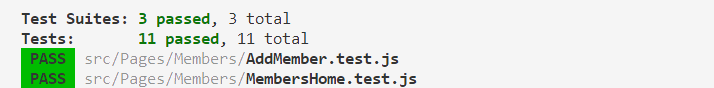 Test Suites: 3 passed, 3 total
Tests: 11 passed, 11 total
PASS src/Pages/Members/AddMember.test.js
PASS src/Pages/Members/MembersHome.test.js